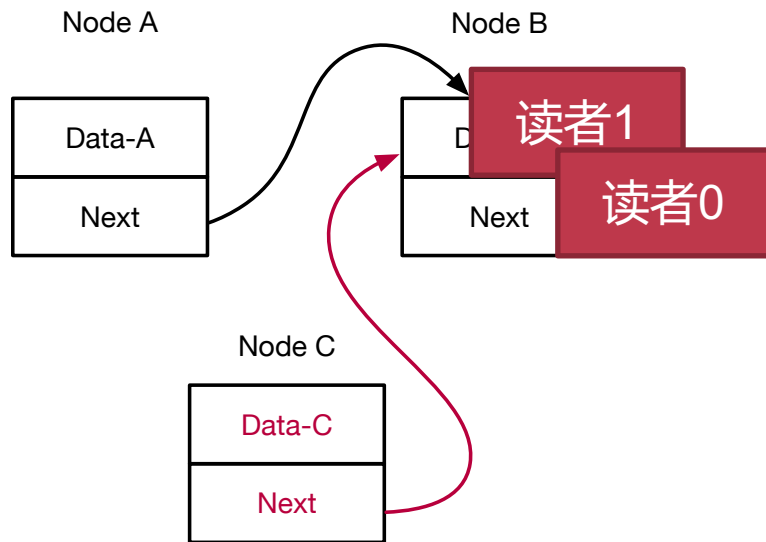 Node A
Node B
Data-A
D
读者1
Next
Next
读者0
Node C
Data-C
Next